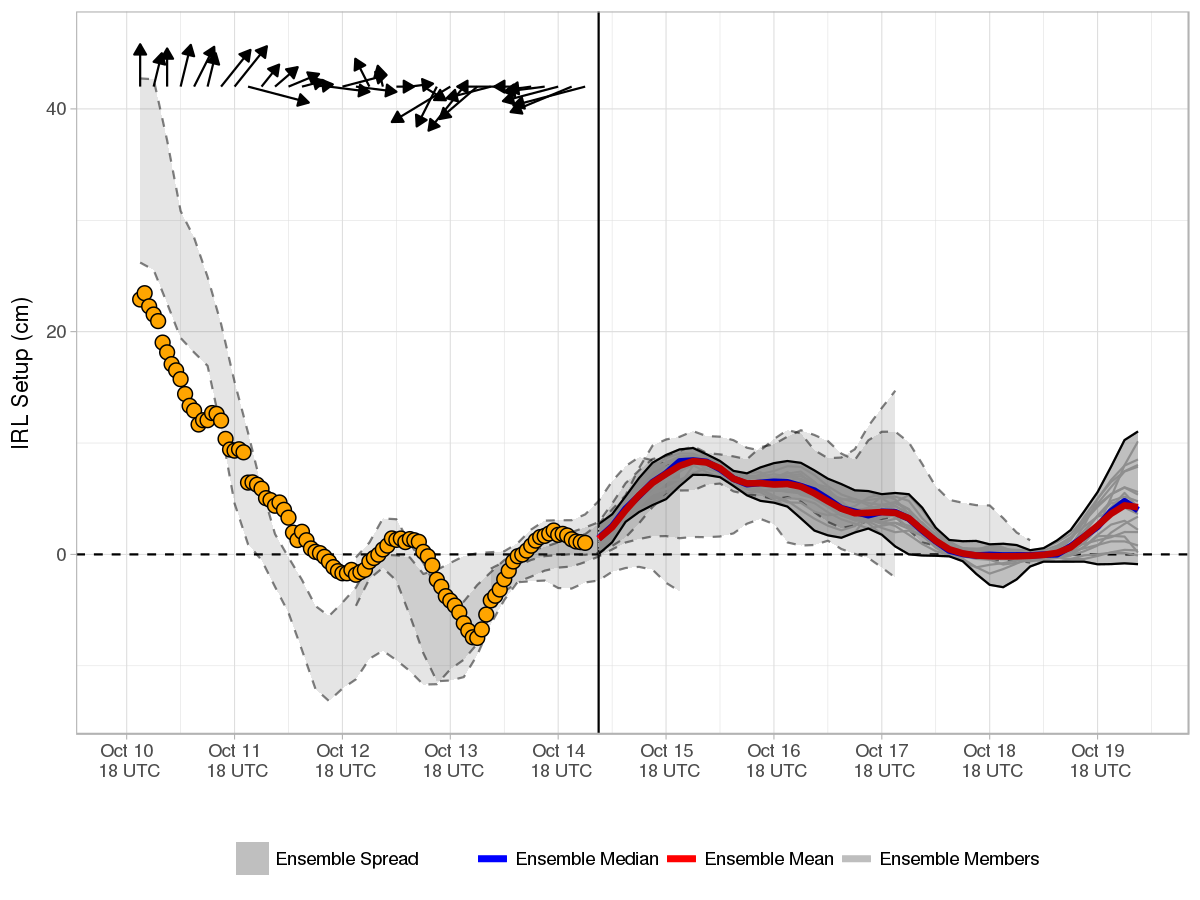 IRL Setup (cm)
40
20
0
Oct 10 Oct 11 Oct 12 Oct 13 Oct 14 Oct 15 Oct 16 Oct 17 Oct 18 Oct 19
18 UTC 18 UTC 18 UTC 18 UTC 18 UTC 18 UTC 18 UTC 18 UTC 18 UTC 18 UTC
Ensemble Spread Ensemble Median Ensemble Mean Ensemble Members